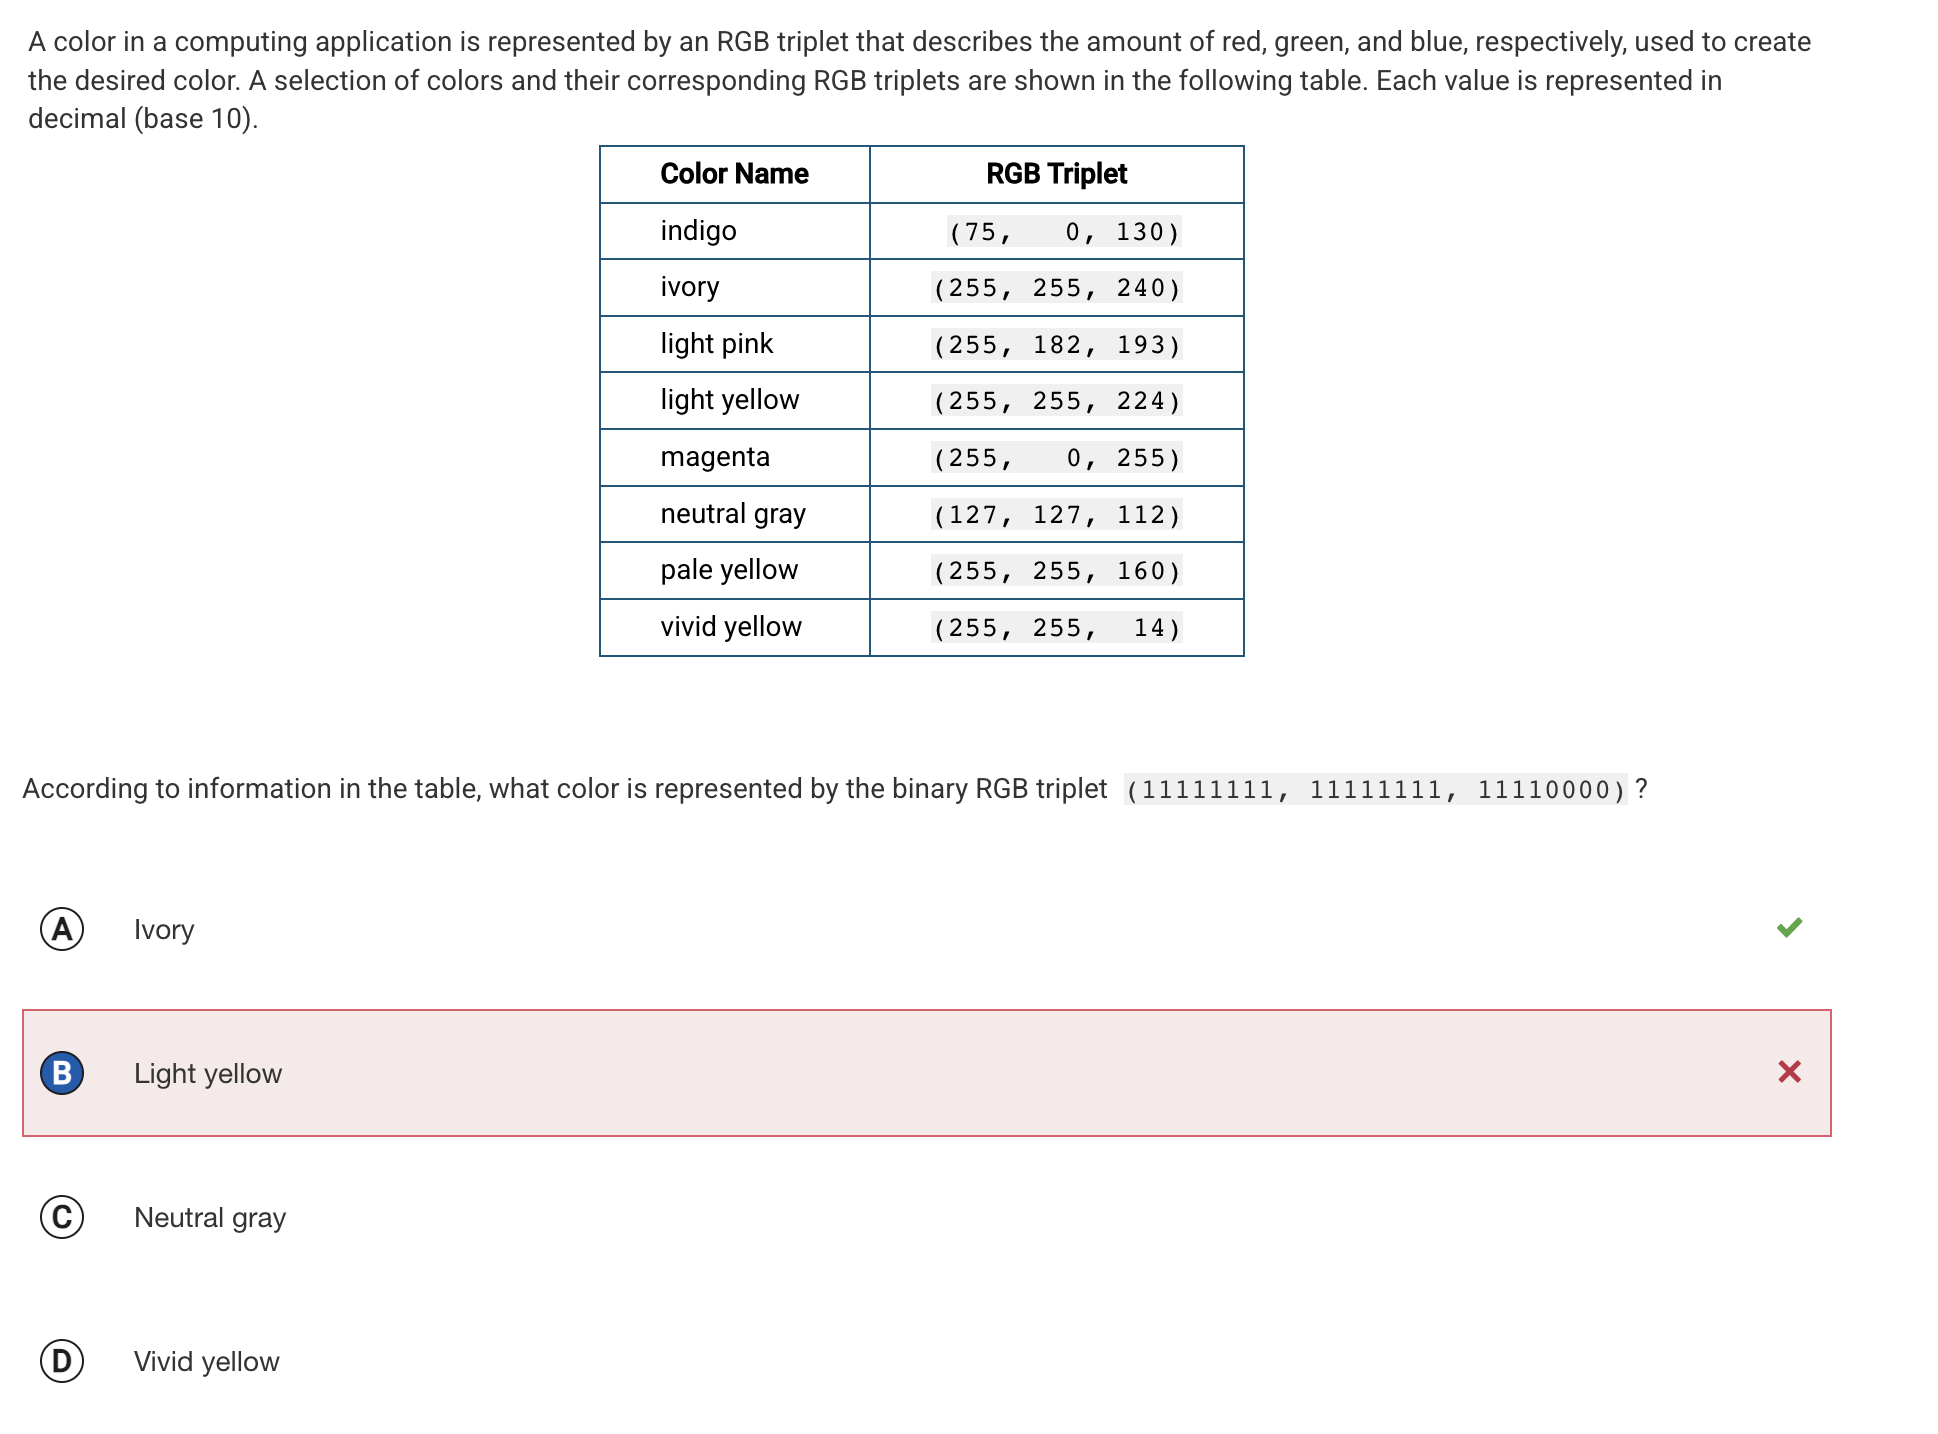 A color in a computing application is represented by an RGB triplet that describes the amount of red, green, and blue, respectively, used to create
the desired color. A selection of colors and their corresponding RGB triplets are shown in the following table. Each value is represented in
decimal (base 10).
Color Name RGB Triplet
indigo (75, 0, 130)
ivory (255, 255, 240)
light pink (255, 182, 193)
light yellow (255, 255, 224)
magenta (255, 0, 255)
neutral gray (127, 127, 112)
pale yellow (255, 255, 160)
vivid yellow (255, 255, 14)
According to information in the table, what color is represented by the binary RGB triplet (11111111, 11111111, 11110000) ?
A Ivory
B Light yellow
C Neutral gray
D Vivid yellow